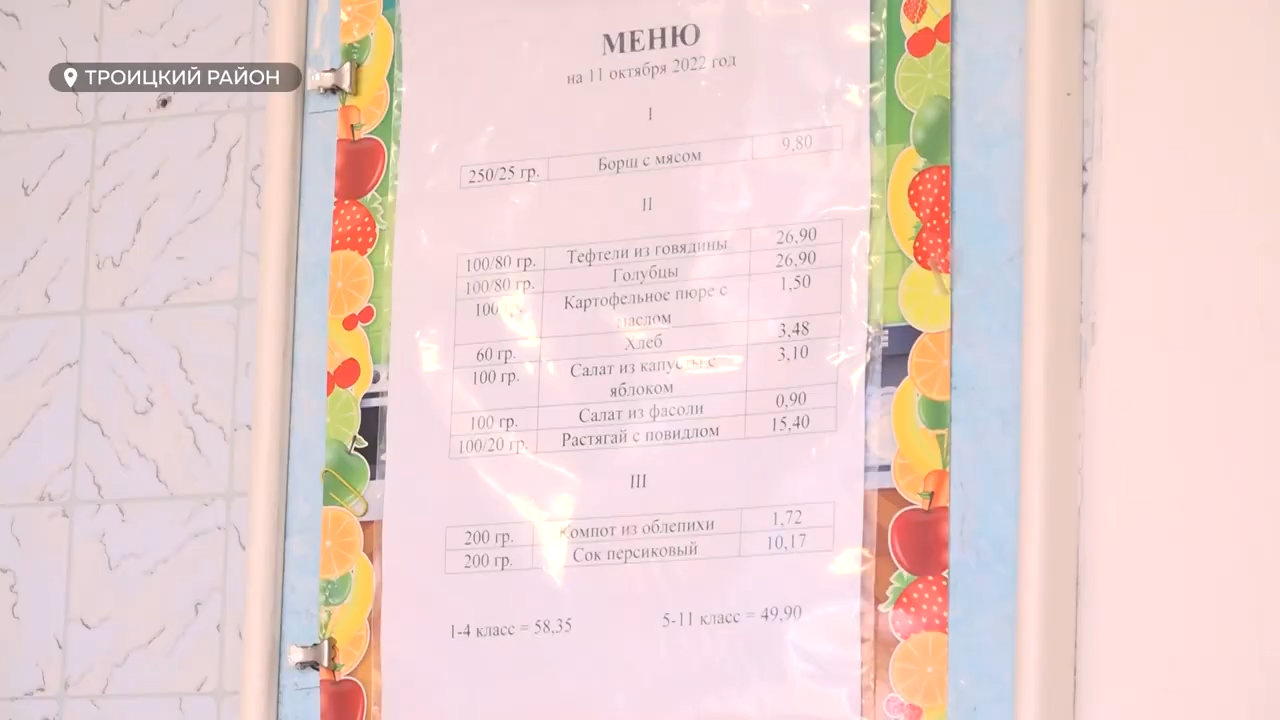 ТРОИЦКИЙ РАЙОН
МЕНЮ
на 11 октября 2022 год
I
250/25 гр. Борщ с мясом 9,80
II
100/80 гр. Тефтели из говядины 26,90
100/80 гр. Голубцы 26,90
100 гр. Картофельное пюре с 1,50
маслом
60 гр. Хлеб 3,48
100 гр. Салат из капусты с 3,10
яблоком
100 гр. Салат из фасоли 0,90
100/20 гр. Растягай с повидлом 15,40
III
200 гр. Компот из облепихи 1,72
200 гр. Сок персиковый 10,17
1-4 класс = 58,35 5-11 класс = 49,90